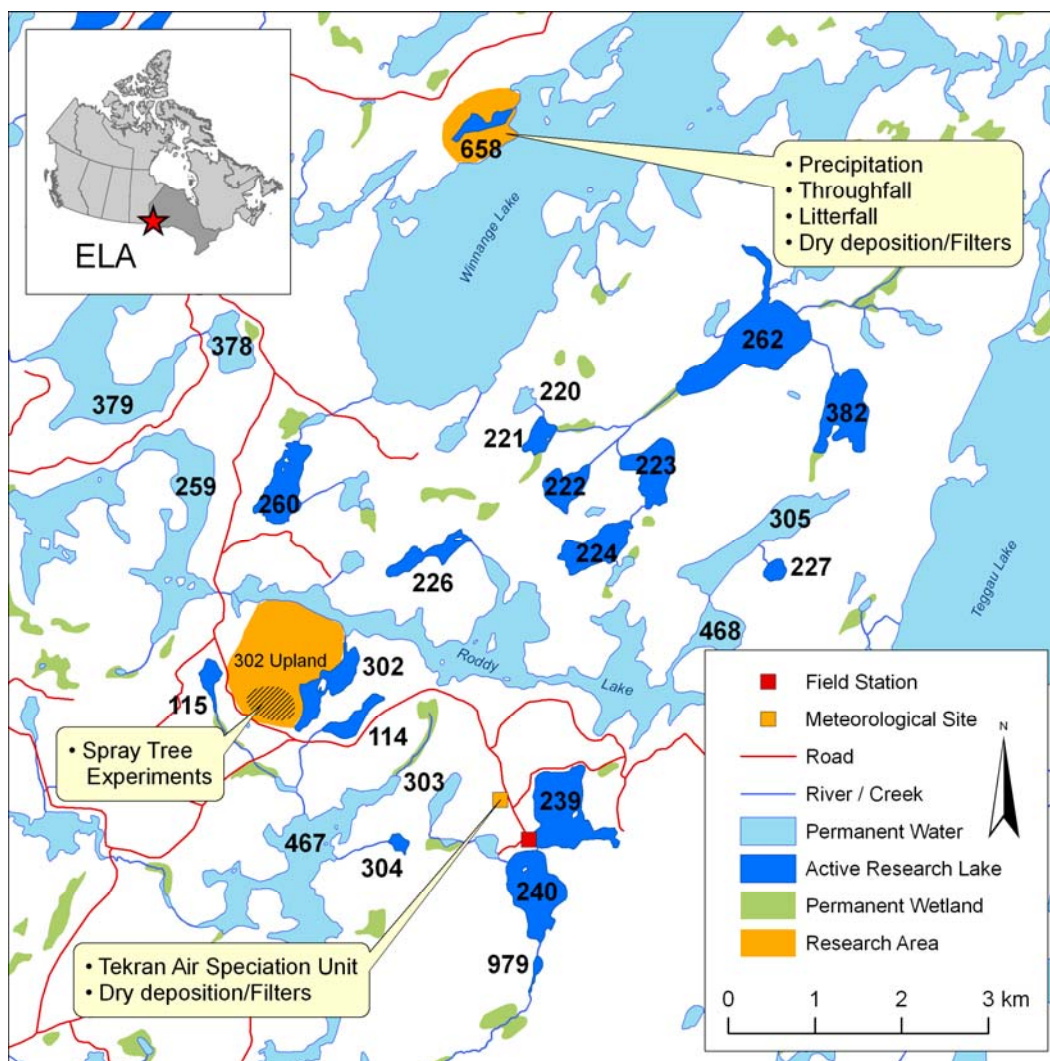 ELA
658
• Precipitation
• Throughfall
• Litterfall
• Dry deposition/Filters
Winnange Lake
378
262
379
220
382
221
223
259
222
260
305
224
227
226
Teggau Lake
468
302 Upland
302
Roddy
Lake
115
114
• Spray Tree
Experiments
303
239
467
304
240
979
• Tekran Air Speciation Unit
• Dry deposition/Filters
Field Station
Meteorological Site
N
Road
River / Creek
Permanent Water
Active Research Lake
Permanent Wetland
Research Area
0 1 2 3 km